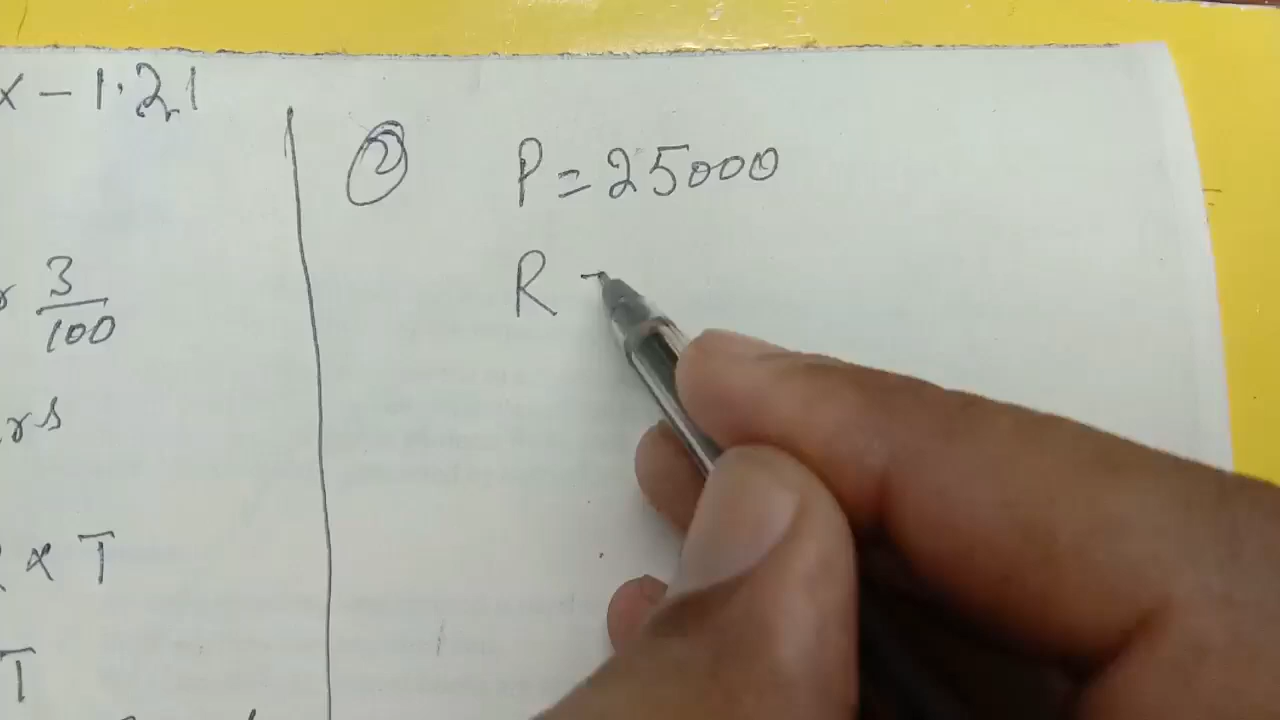 x - 1.21
3/100
rs
x T
T
② P = 25000
R -